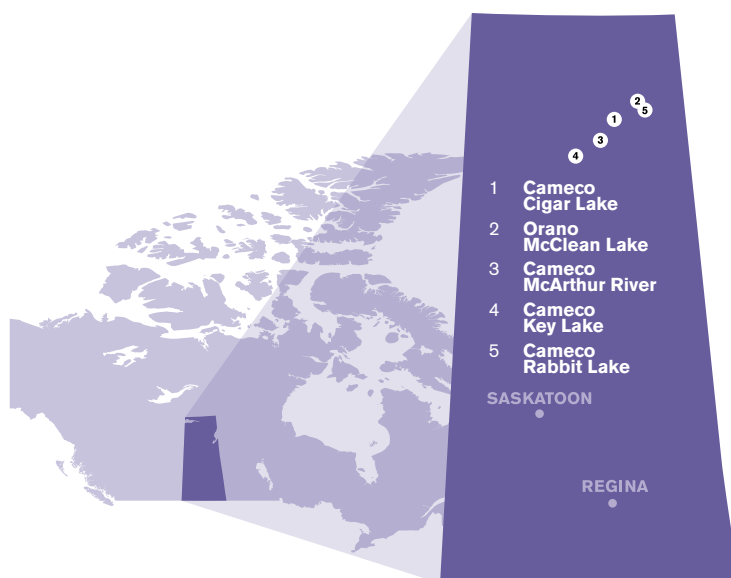 2
5
1
3
4
1 Cameco
Cigar Lake
2 Orano
McClean Lake
3 Cameco
McArthur River
4 Cameco
Key Lake
5 Cameco
Rabbit Lake
SASKATOON
REGINA